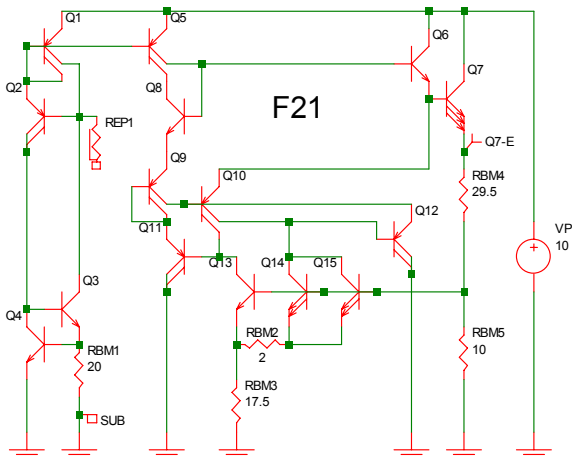 Q1
Q5
Q6
Q7
Q2
Q8
F21
REP1
Q7-E
Q9
Q10
RBM4
29.5
Q12
Q11
VP
10
Q13
Q14
Q15
Q3
Q4
RBM1
20
RBM2
2
RBM5
10
RBM3
17.5
SUB